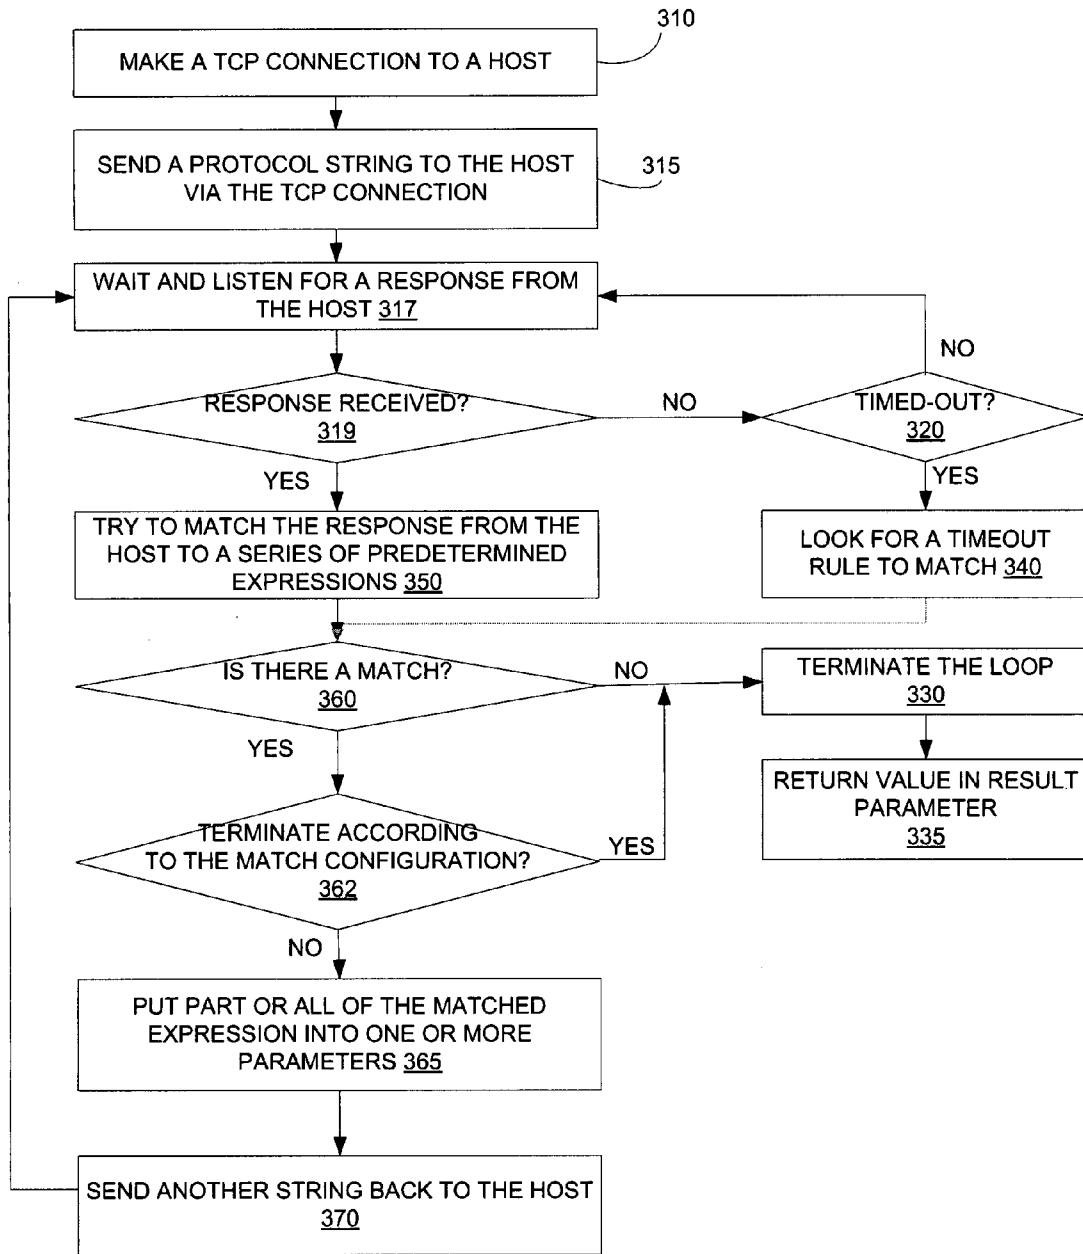 310
MAKE A TCP CONNECTION TO A HOST
SEND A PROTOCOL STRING TO THE HOST
VIA THE TCP CONNECTION
315
WAIT AND LISTEN FOR A RESPONSE FROM
THE HOST 317
NO
RESPONSE RECEIVED?
319
NO
TIMED-OUT?
320
YES
YES
TRY TO MATCH THE RESPONSE FROM THE
HOST TO A SERIES OF PREDETERMINED
EXPRESSIONS 350
LOOK FOR A TIMEOUT
RULE TO MATCH 340
IS THERE A MATCH?
360
NO
TERMINATE THE LOOP
330
YES
RETURN VALUE IN RESULT
PARAMETER
335
TERMINATE ACCORDING
TO THE MATCH CONFIGURATION?
362
YES
NO
PUT PART OR ALL OF THE MATCHED
EXPRESSION INTO ONE OR MORE
PARAMETERS 365
SEND ANOTHER STRING BACK TO THE HOST
370